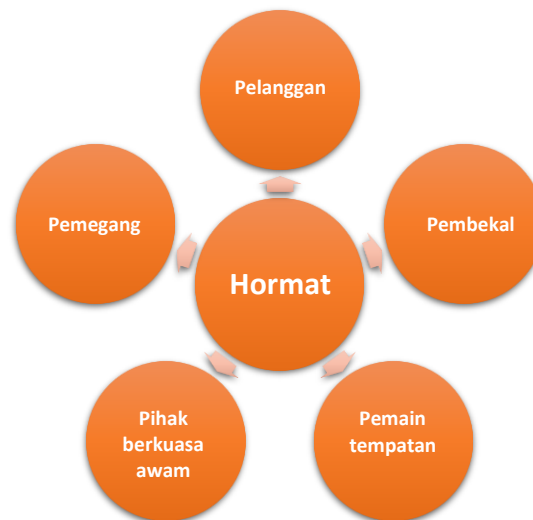 Pelanggan
Pemegang
Pembekal
Hormat
Pihak
berkuasa
awam
Pemain
tempatan